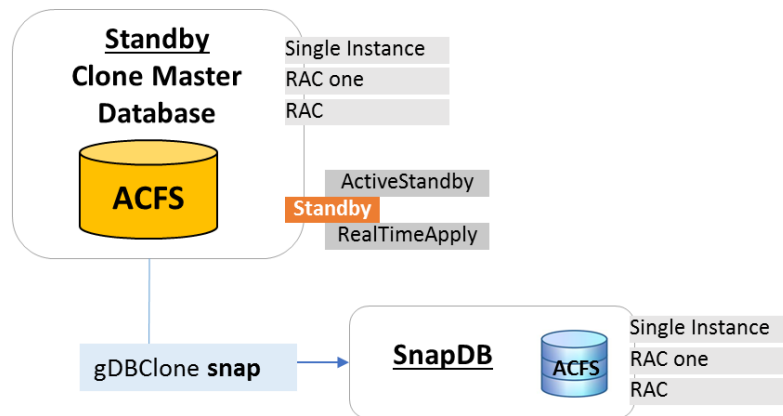 Standby
Clone Master
Database
ACFS
Single Instance
RAC one
RAC
ActiveStandby
Standby
RealTimeApply
gDBClone snap
SnapDB
ACFS
Single Instance
RAC one
RAC